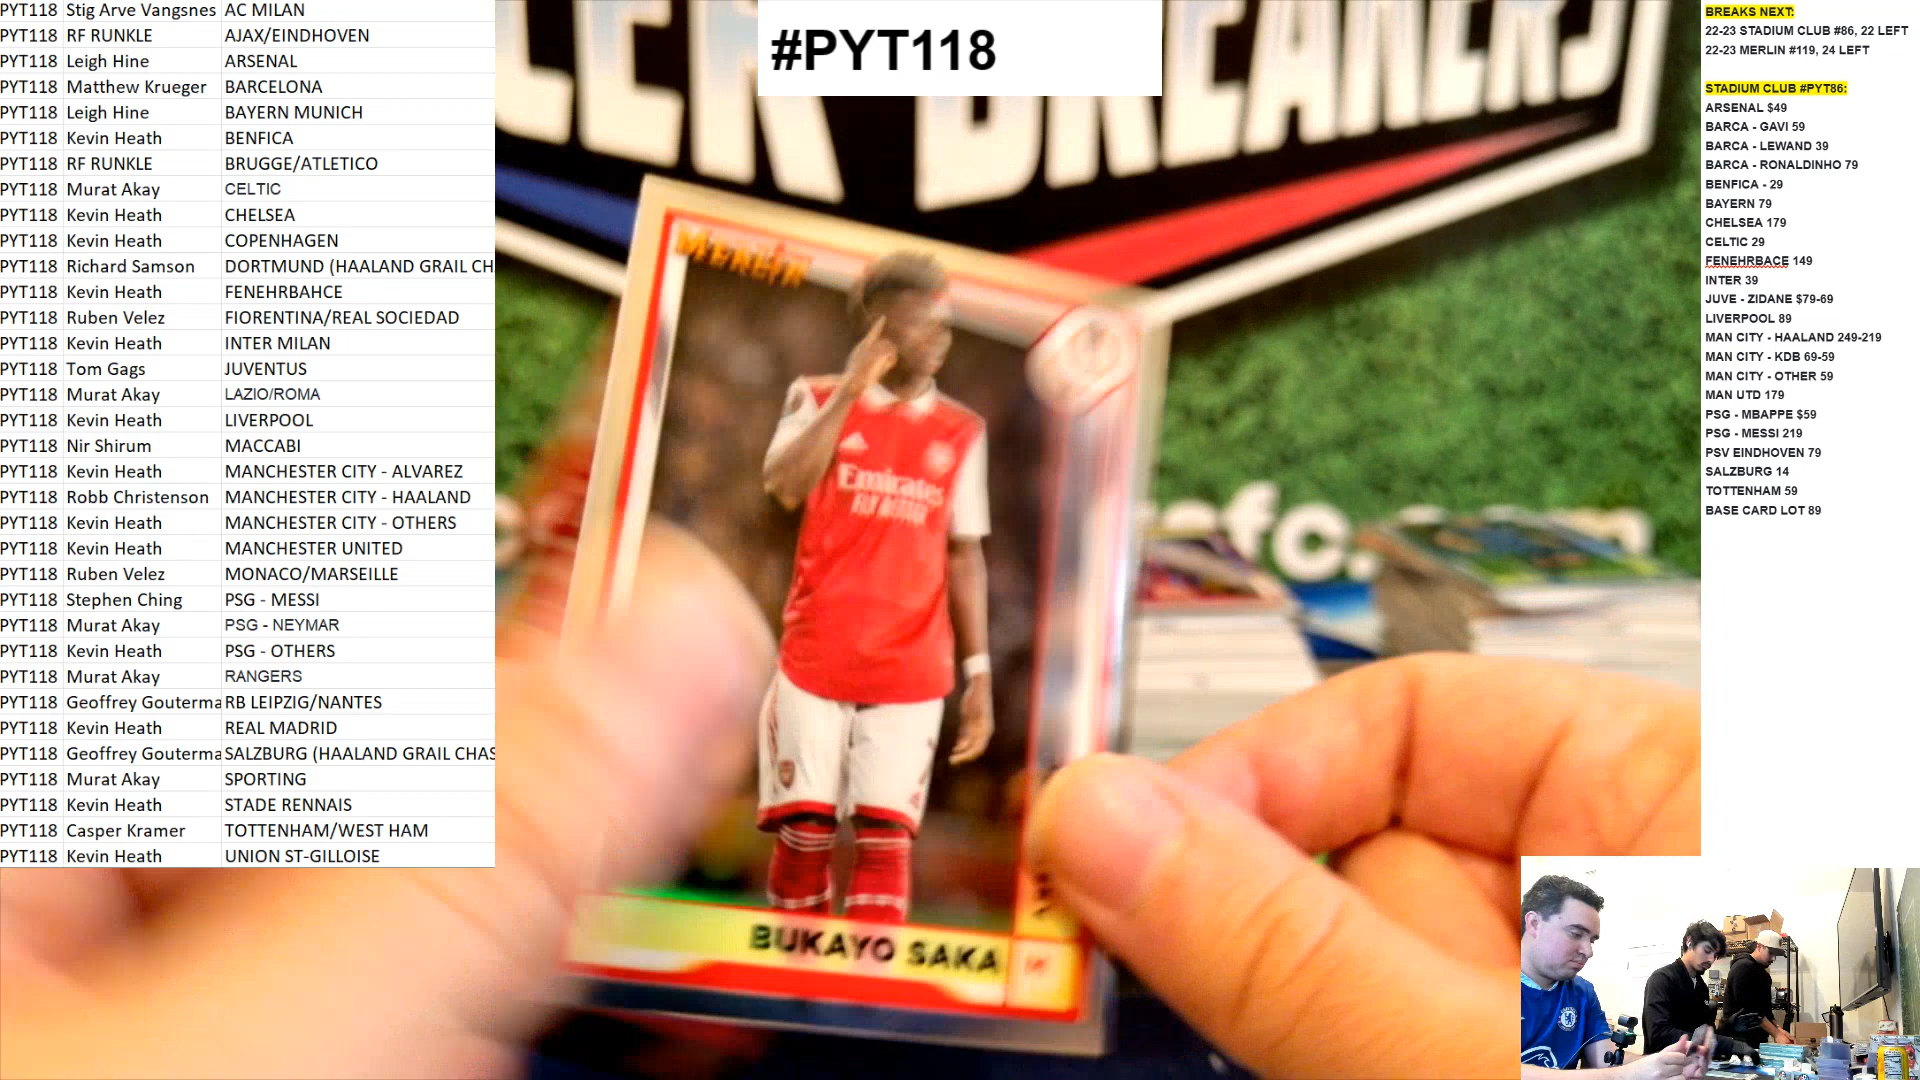 PYT118 Stig Arve Vangsnes AC MILAN
PYT118 RF RUNKLE AJAX/EINDHOVEN
PYT118 Leigh Hine ARSENAL
PYT118 Matthew Krueger BARCELONA
PYT118 Leigh Hine BAYERN MUNICH
PYT118 Kevin Heath BENFICA
PYT118 RF RUNKLE BRUGGE/ATLETICO
PYT118 Murat Akay CELTIC
PYT118 Kevin Heath CHELSEA
PYT118 Kevin Heath COPENHAGEN
PYT118 Richard Samson DORTMUND (HAALAND GRAIL CH
PYT118 Kevin Heath FENEHRBAHCE
PYT118 Ruben Velez FIORENTINA/REAL SOCIEDAD
PYT118 Kevin Heath INTER MILAN
PYT118 Tom Gags JUVENTUS
PYT118 Murat Akay LAZIO/ROMA
PYT118 Kevin Heath LIVERPOOL
PYT118 Nir Shirum MACCABI
PYT118 Kevin Heath MANCHESTER CITY - ALVAREZ
PYT118 Robb Christenson MANCHESTER CITY - HAALAND
PYT118 Kevin Heath MANCHESTER CITY - OTHERS
PYT118 Kevin Heath MANCHESTER UNITED
PYT118 Ruben Velez MONACO/MARSEILLE
PYT118 Stephen Ching PSG - MESSI
PYT118 Murat Akay PSG - NEYMAR
PYT118 Kevin Heath PSG - OTHERS
PYT118 Murat Akay RANGERS
PYT118 Geoffrey Gouterma RB LEIPZIG/NANTES
PYT118 Kevin Heath REAL MADRID
PYT118 Geoffrey Gouterma SALZBURG (HAALAND GRAIL CHAS
PYT118 Murat Akay SPORTING
PYT118 Kevin Heath STADE RENNAIS
PYT118 Casper Kramer TOTTENHAM/WEST HAM
PYT118 Kevin Heath UNION ST-GILLOISE
#PYT118
MERLIN
Emirates
FLY BETTER
BUKAYO SAKA
BREAKS NEXT:
22-23 STADIUM CLUB #86, 22 LEFT
22-23 MERLIN #119, 24 LEFT
STADIUM CLUB #PYT86:
ARSENAL $49
BARCA - GAVI 59
BARCA - LEWAND 39
BARCA - RONALDINHO 79
BENFICA - 29
BAYERN 79
CHELSEA 179
CELTIC 29
FENEHRBACE 149
INTER 39
JUVE - ZIDANE $79-69
LIVERPOOL 89
MAN CITY - HAALAND 249-219
MAN CITY - KDB 69-59
MAN CITY - OTHER 59
MAN UTD 179
PSG - MBAPPE $59
PSG - MESSI 219
PSV EINDHOVEN 79
SALZBURG 14
TOTTENHAM 59
BASE CARD LOT 89